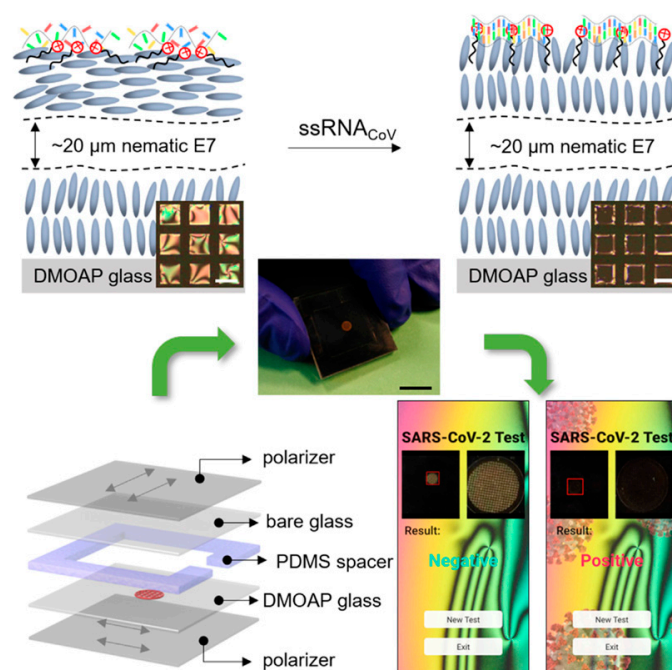 ~20 µm nematic E7
ssRNACoV
~20 µm nematic E7
DMOAP glass
DMOAP glass
polarizer
bare glass
PDMS spacer
DMOAP glass
polarizer
SARS-CoV-2 Test
Result:
Negative
New Test
Exit
SARS-CoV-2 Test
Result:
Positive
New Test
Exit